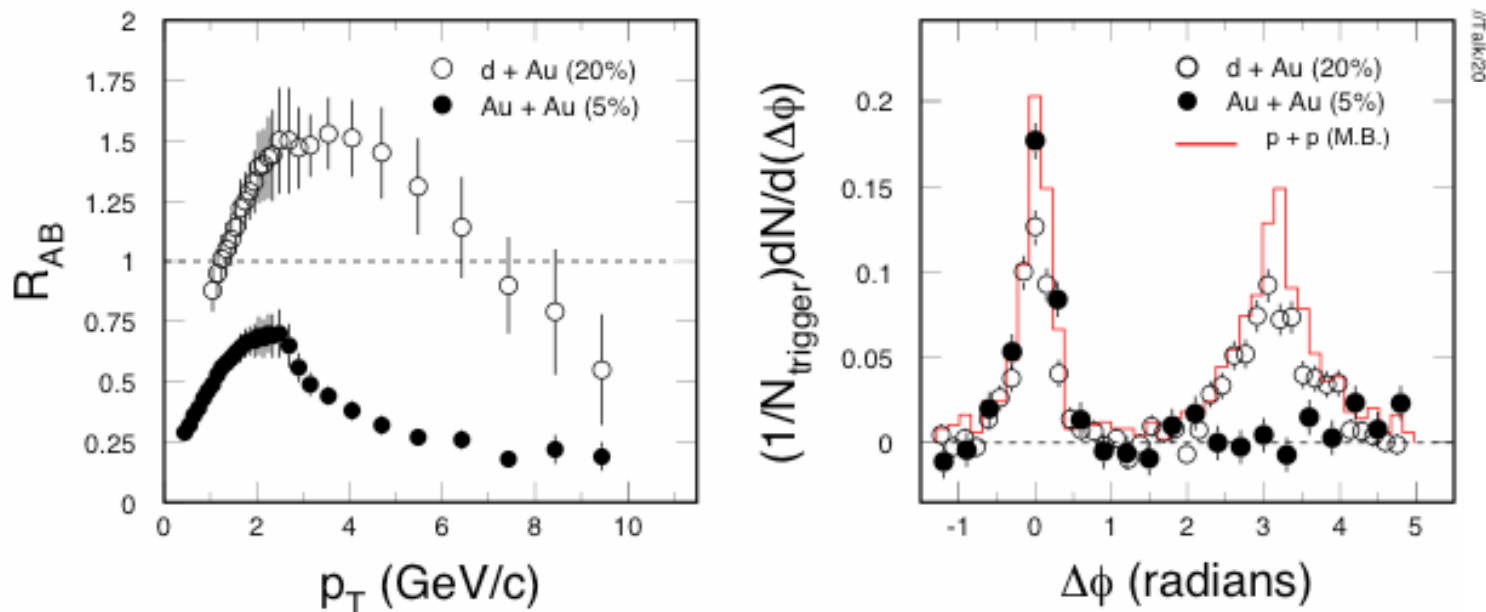 2
1.75
1.5
1.25
1
0.75
0.5
0.25
0
0 2 4 6 8 10
R_AB
p_T (GeV/c)
d + Au (20%)
Au + Au (5%)
0.2
0.15
0.1
0.05
0
-1 0 1 2 3 4 5
(1/N_trigger)dN/d(Δϕ)
Δϕ (radians)
d + Au (20%)
Au + Au (5%)
p + p (M.B.)
//Talk/20